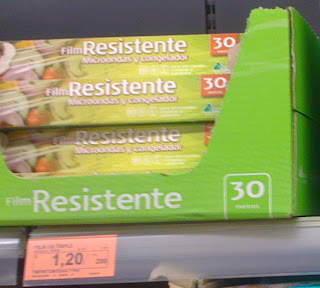 Film Resistente 30
Microondas y congelador
Film Resistente 30
Microondas y congelador
Film Resistente
Microondas y congelador
Film Resistente 30
metros
1,20
200